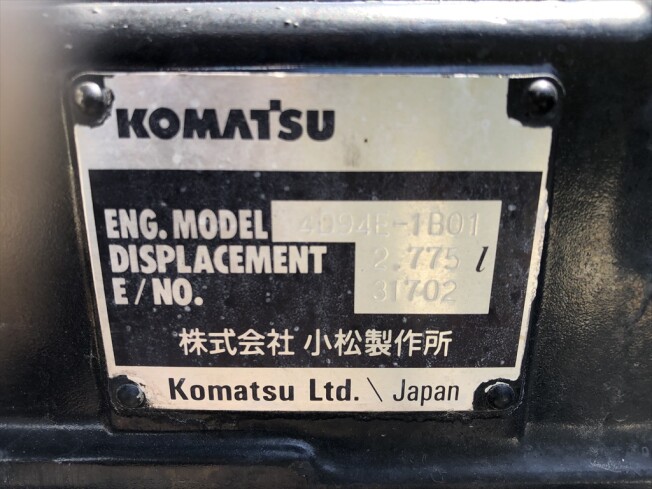 KOMATSU
ENG. MODEL 4D94E-1B01
DISPLACEMENT 2.775 l
E/NO. 31702
株式会社 小松製作所
Komatsu Ltd. \ Japan